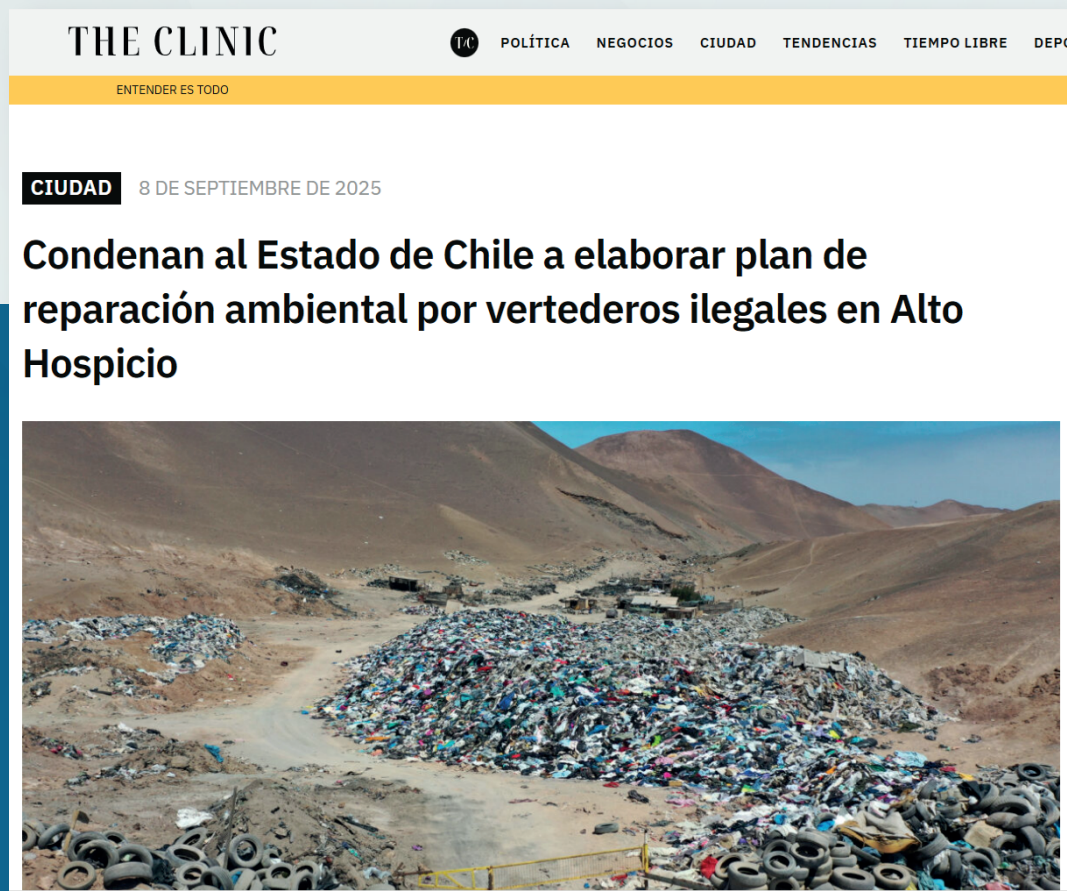 THE CLINIC
T/C POLÍTICA NEGOCIOS CIUDAD TENDENCIAS TIEMPO LIBRE
ENTENDER ES TODO
CIUDAD 8 DE SEPTIEMBRE DE 2025
Condenan al Estado de Chile a elaborar plan de
reparación ambiental por vertederos ilegales en Alto
Hospicio